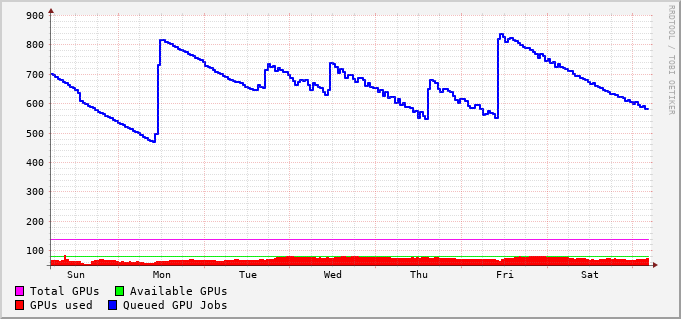 900
800
700
600
500
400
300
200
100
Sun Mon Tue Wed Thu Fri Sat
Total GPUs Available GPUs
GPUs used Queued GPU Jobs
RRDTOOL / TOBI OETIKER